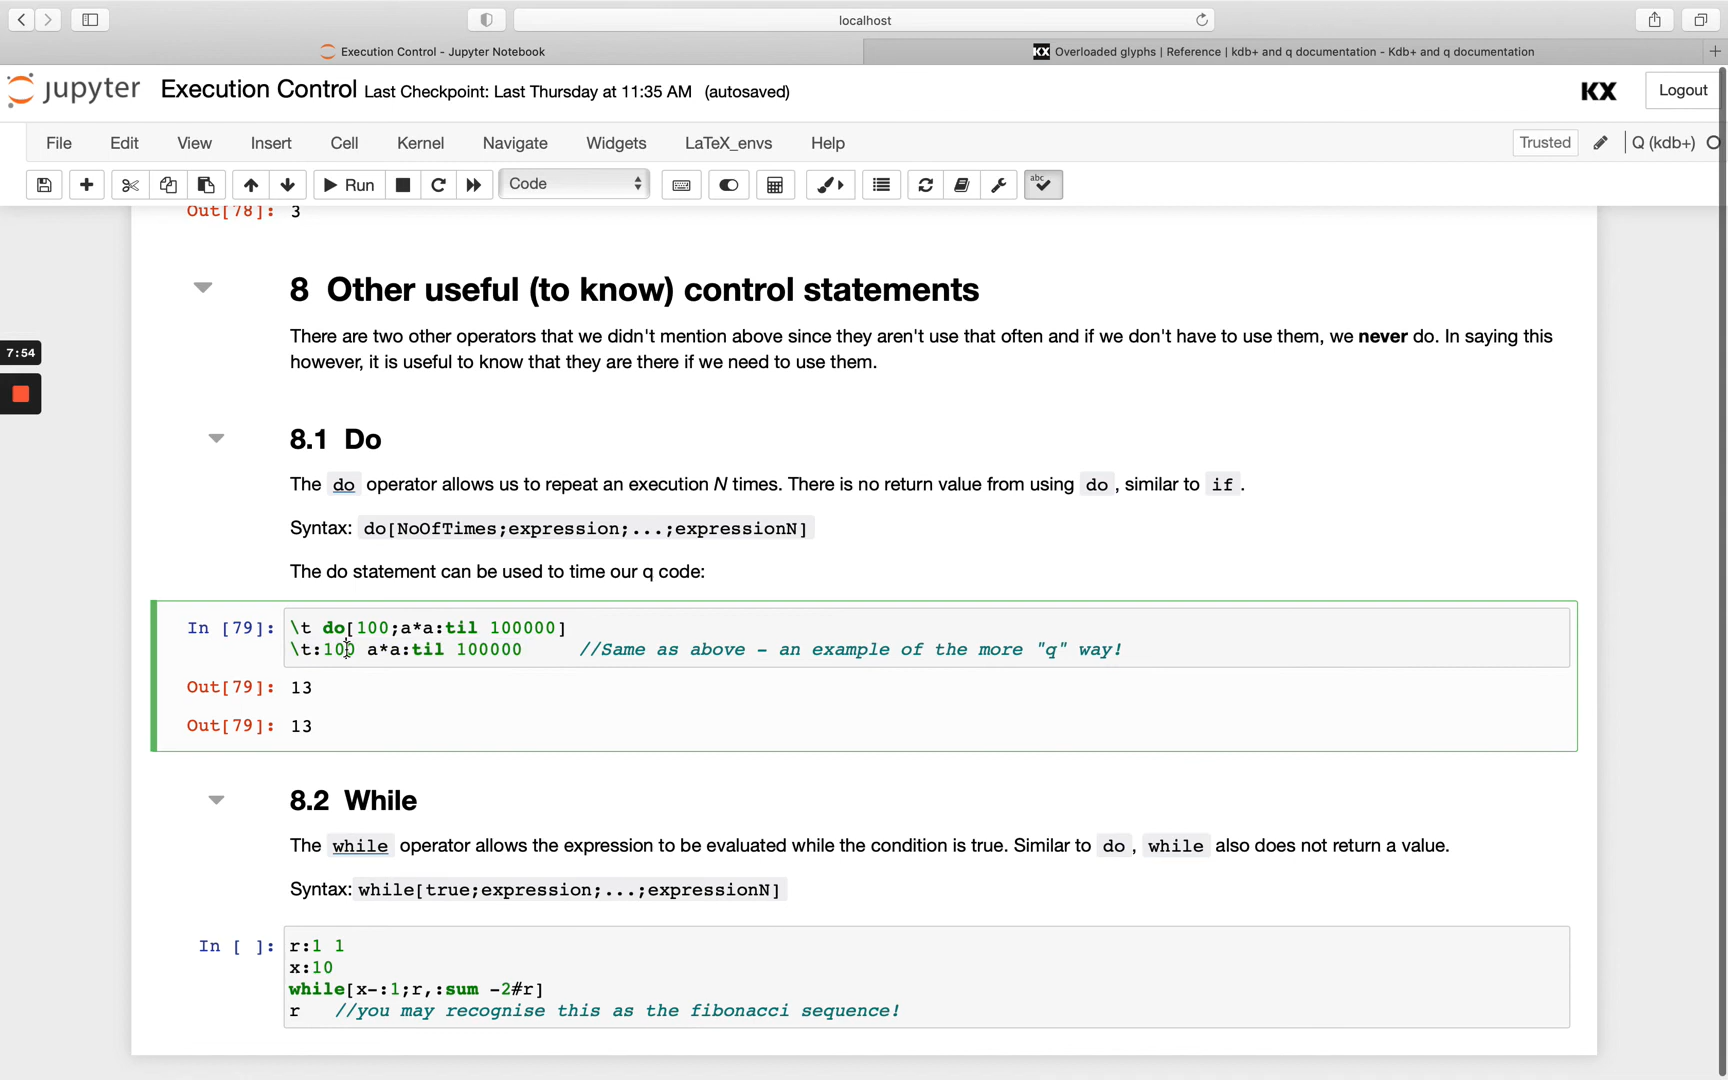 localhost
Execution Control - Jupyter Notebook
KX Overloaded glyphs | Reference | kdb+ and q documentation - Kdb+ and q documentation
jupyter Execution Control Last Checkpoint: Last Thursday at 11:35 AM (autosaved)
KX
Logout
File Edit View Insert Cell Kernel Navigate Widgets LaTeX_envs Help
Trusted
Q (kdb+)
Run
Code
abc
Out[78]: 3
8 Other useful (to know) control statements
There are two other operators that we didn't mention above since they aren't use that often and if we don't have to use them, we never do. In saying this
however, it is useful to know that they are there if we need to use them.
7:54
8.1 Do
The do operator allows us to repeat an execution N times. There is no return value from using do , similar to if .
Syntax: do[NoOfTimes;expression;...;expressionN]
The do statement can be used to time our q code:
In [79]: \t do[100;a*a:til 100000]
\t:100 a*a:til 100000 //Same as above - an example of the more "q" way!
Out[79]: 13
Out[79]: 13
8.2 While
The while operator allows the expression to be evaluated while the condition is true. Similar to do , while also does not return a value.
Syntax: while[true;expression;...;expressionN]
In [ ]: r:1 1
x:10
while[x-:1;r,:sum -2#r]
r //you may recognise this as the fibonacci sequence!